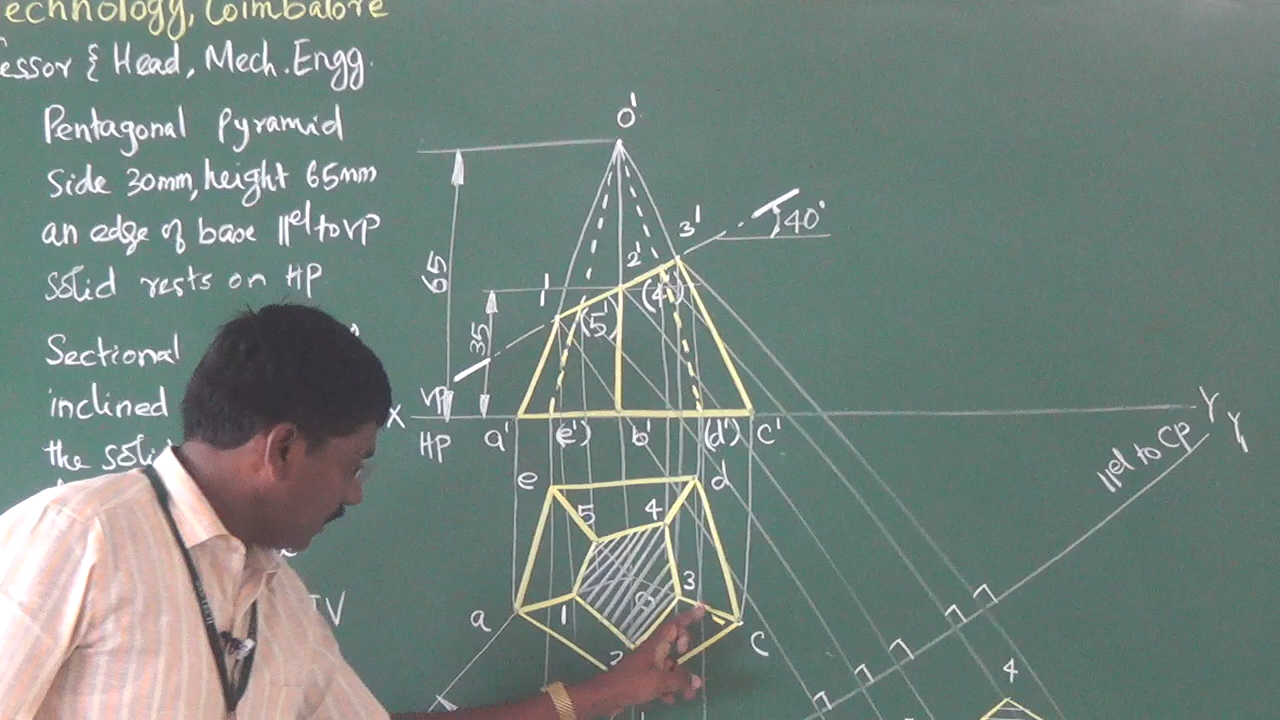 echnology, Coimbatore
essor & Head, Mech. Engg.
Pentagonal pyramid
Side 30mm, height 65mm
an edge of base ||el to VP
Solid rests on HP
Sectional
inclined
the solid
TV
O'
65
35
40°
1'
2'
3'
(4')
(5')
X
VP
HP
a'
(e')
b'
(d')
c'
Y
Y1
||el to CP
e
d
5
4
3
1
2
o
a
c
4